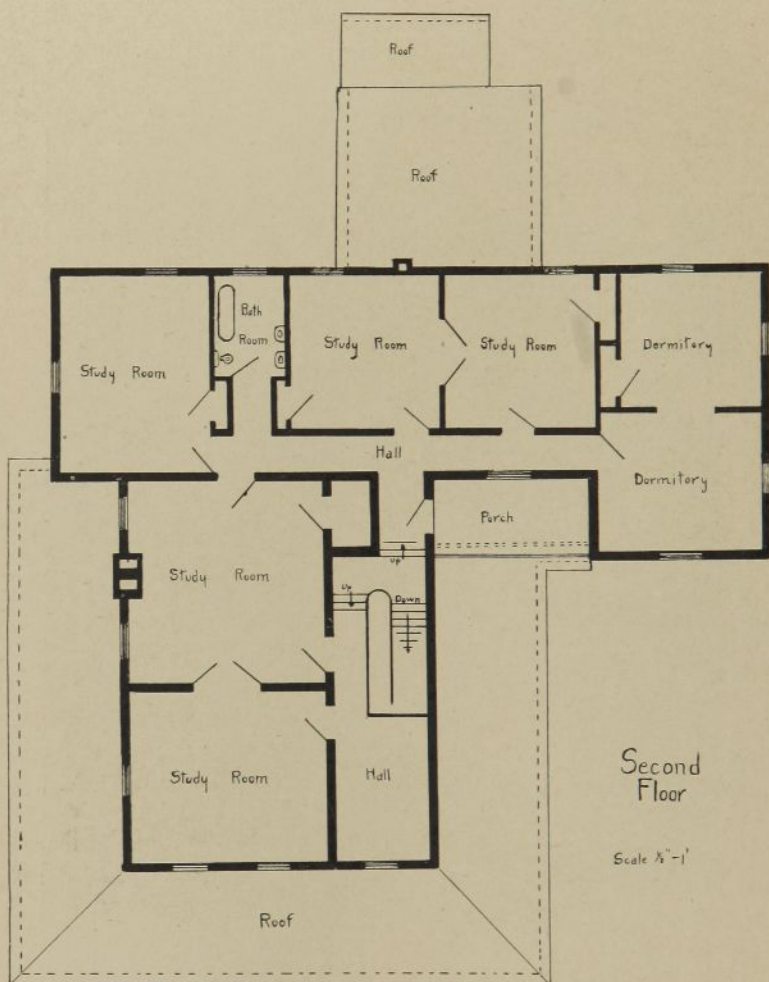 Roof
Roof
Bath
Room
Study Room
Study Room
Study Room
Dormitory
Hall
Dormitory
Porch
Up
Study Room
Up
Down
Study Room
Hall
Second
Floor
Scale ⅛"-1'
Roof